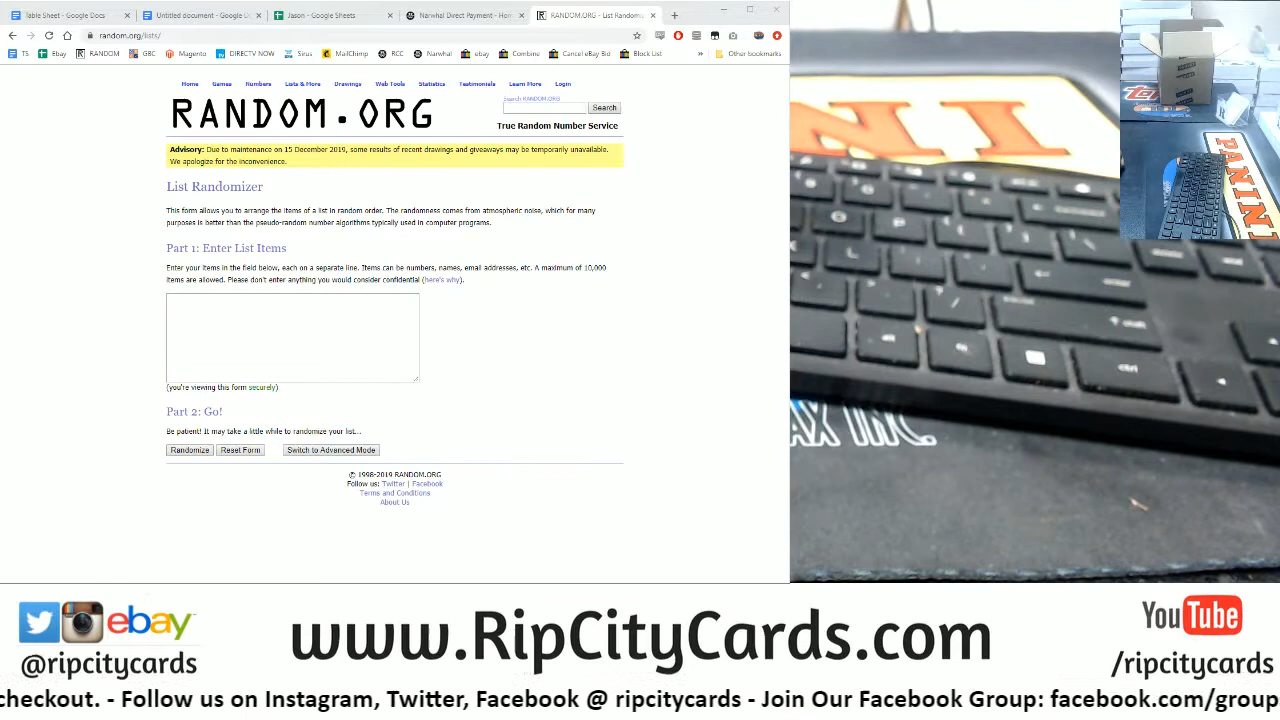 Table Sheet - Google Docs
Untitled document - Google D
Jason - Google Sheets
Narwhal Direct Payment - Hom
RANDOM.ORG - List Random
random.org/lists/
TS
Ebay
RANDOM
GBC
Magento
DIRECTV NOW
Sirus
MailChimp
RCC
Narwhal
ebay
Combine
Cancel eBay Bid
Block List
» Other bookmarks
Home Games Numbers Lists & More Drawings Web Tools Statistics Testimonials Learn More Login
RANDOM.ORG
Search RANDOM.ORG
Search
True Random Number Service
Advisory: Due to maintenance on 15 December 2019, some results of recent drawings and giveaways may be temporarily unavailable.
We apologize for the inconvenience.
List Randomizer
This form allows you to arrange the items of a list in random order. The randomness comes from atmospheric noise, which for many
purposes is better than the pseudo-random number algorithms typically used in computer programs.
Part 1: Enter List Items
Enter your items in the field below, each on a separate line. Items can be numbers, names, email addresses, etc. A maximum of 10,000
items are allowed. Please don't enter anything you would consider confidential (here's why).
(you're viewing this form securely)
Part 2: Go!
Be patient! It may take a little while to randomize your list...
Randomize Reset Form Switch to Advanced Mode
© 1998-2019 RANDOM.ORG
Follow us: Twitter | Facebook
Terms and Conditions
About Us
NI
shift
alt
ctrl
AX INC.
PANINI
ebay
@ripcitycards
www.RipCityCards.com
YouTube
/ripcitycards
checkout. - Follow us on Instagram, Twitter, Facebook @ ripcitycards - Join Our Facebook Group: facebook.com/group